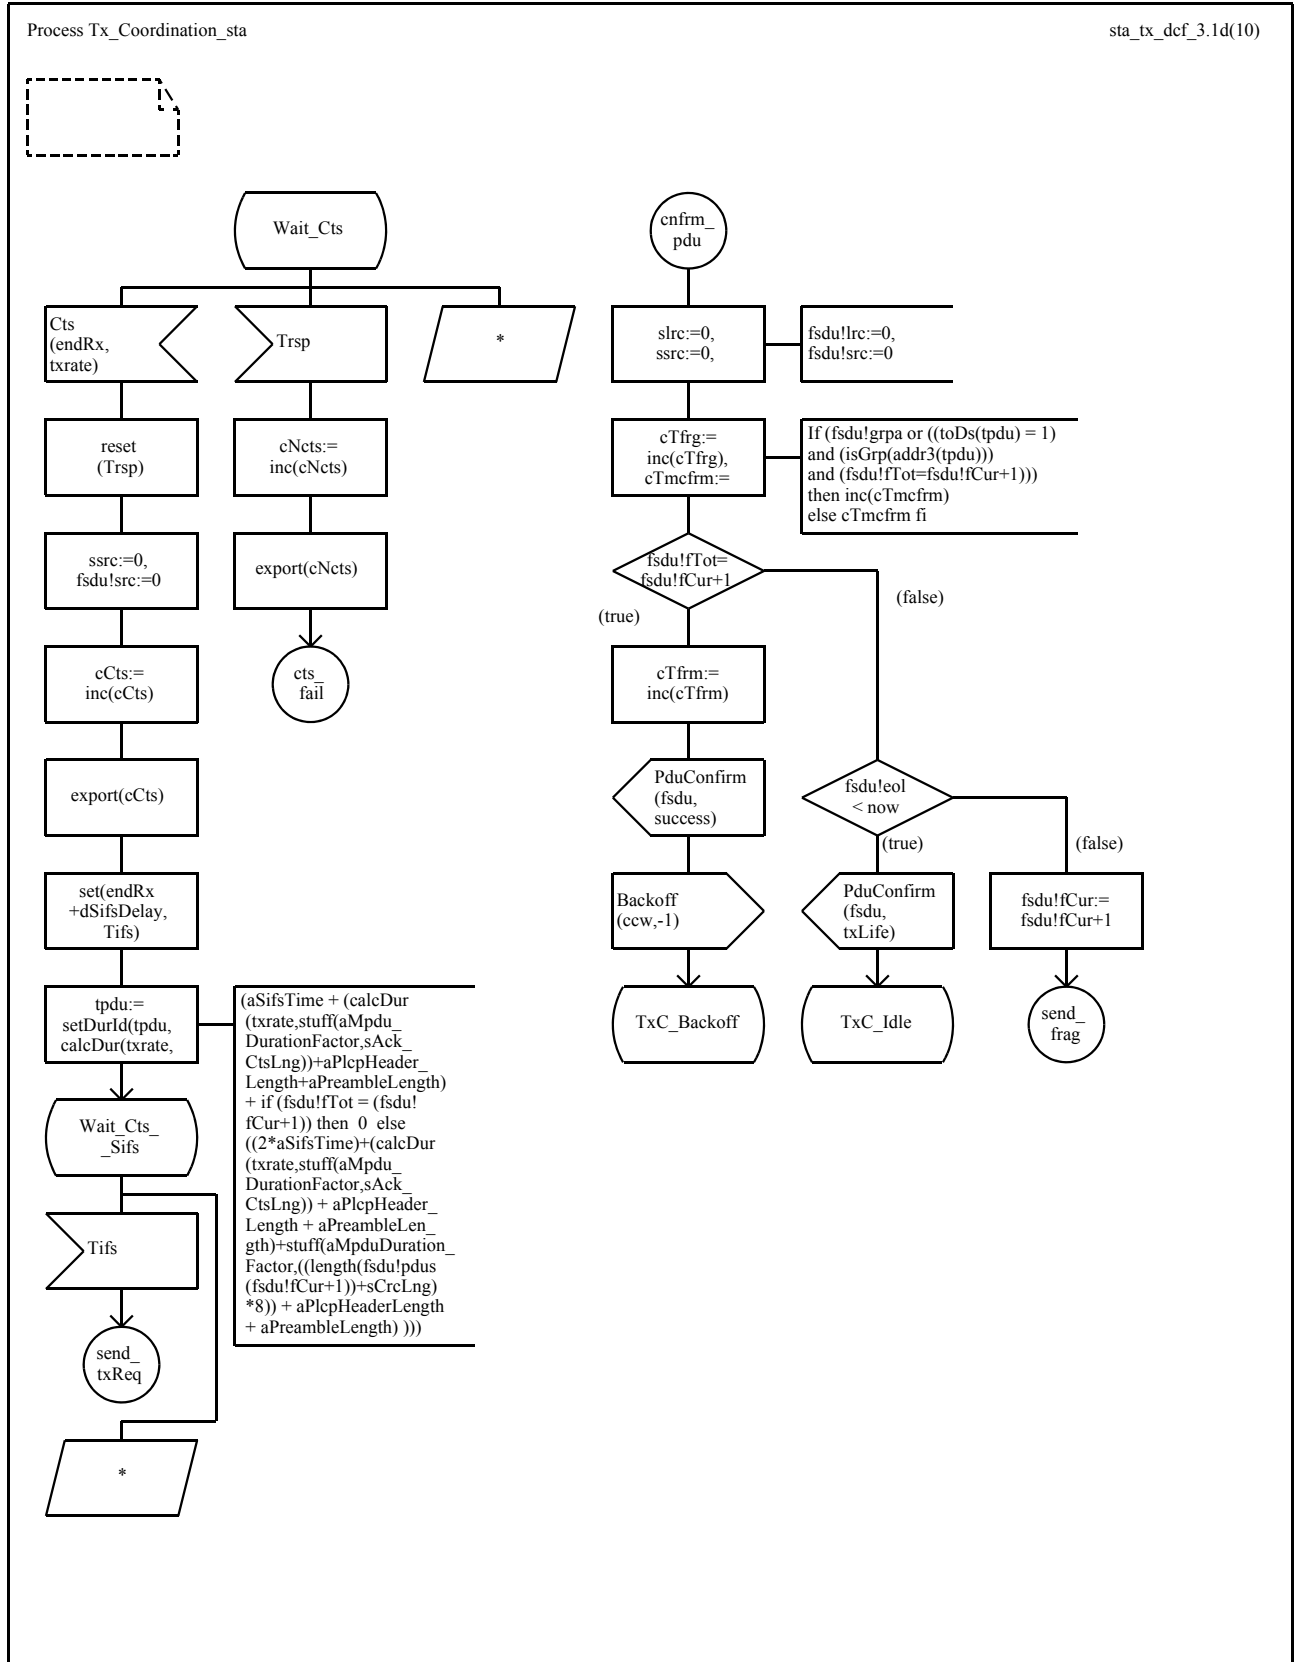 Process Tx_Coordination_sta
sta_tx_dcf_3.1d(10)
Wait_Cts
Cts
(endRx,
txrate)
Trsp
*
reset
(Trsp)
cNcts:=
inc(cNcts)
ssrc:=0,
fsdu!src:=0
export(cNcts)
cCts:=
inc(cCts)
cts_
fail
export(cCts)
set(endRx
+dSifsDelay,
Tifs)
tpdu:=
setDurId(tpdu,
calcDur(txrate,
(aSifsTime + (calcDur
(txrate,stuff(aMpdu_
DurationFactor,sAck_
CtsLng))+aPlcpHeader_
Length+aPreambleLength)
+ if (fsdu!fTot = (fsdu!
fCur+1)) then  0  else
((2*aSifsTime)+(calcDur
(txrate,stuff(aMpdu_
DurationFactor,sAck_
CtsLng)) + aPlcpHeader_
Length + aPreambleLen_
gth)+stuff(aMpduDuration_
Factor,((length(fsdu!pdus
(fsdu!fCur+1))+sCrcLng)
*8)) + aPlcpHeaderLength
+ aPreambleLength) )))
Wait_Cts_
_Sifs
Tifs
send_
txReq
*
cnfrm_
pdu
slrc:=0,
ssrc:=0,
fsdu!lrc:=0,
fsdu!src:=0
cTfrg:=
inc(cTfrg),
cTmcfrm:=
If (fsdu!grpa or ((toDs(tpdu) = 1)
and (isGrp(addr3(tpdu)))
and (fsdu!fTot=fsdu!fCur+1)))
then inc(cTmcfrm)
else cTmcfrm fi
fsdu!fTot=
fsdu!fCur+1
(true)
(false)
cTfrm:=
inc(cTfrm)
PduConfirm
(fsdu,
success)
fsdu!eol
< now
(true)
(false)
Backoff
(ccw,-1)
PduConfirm
(fsdu,
txLife)
fsdu!fCur:=
fsdu!fCur+1
TxC_Backoff
TxC_Idle
send_
frag